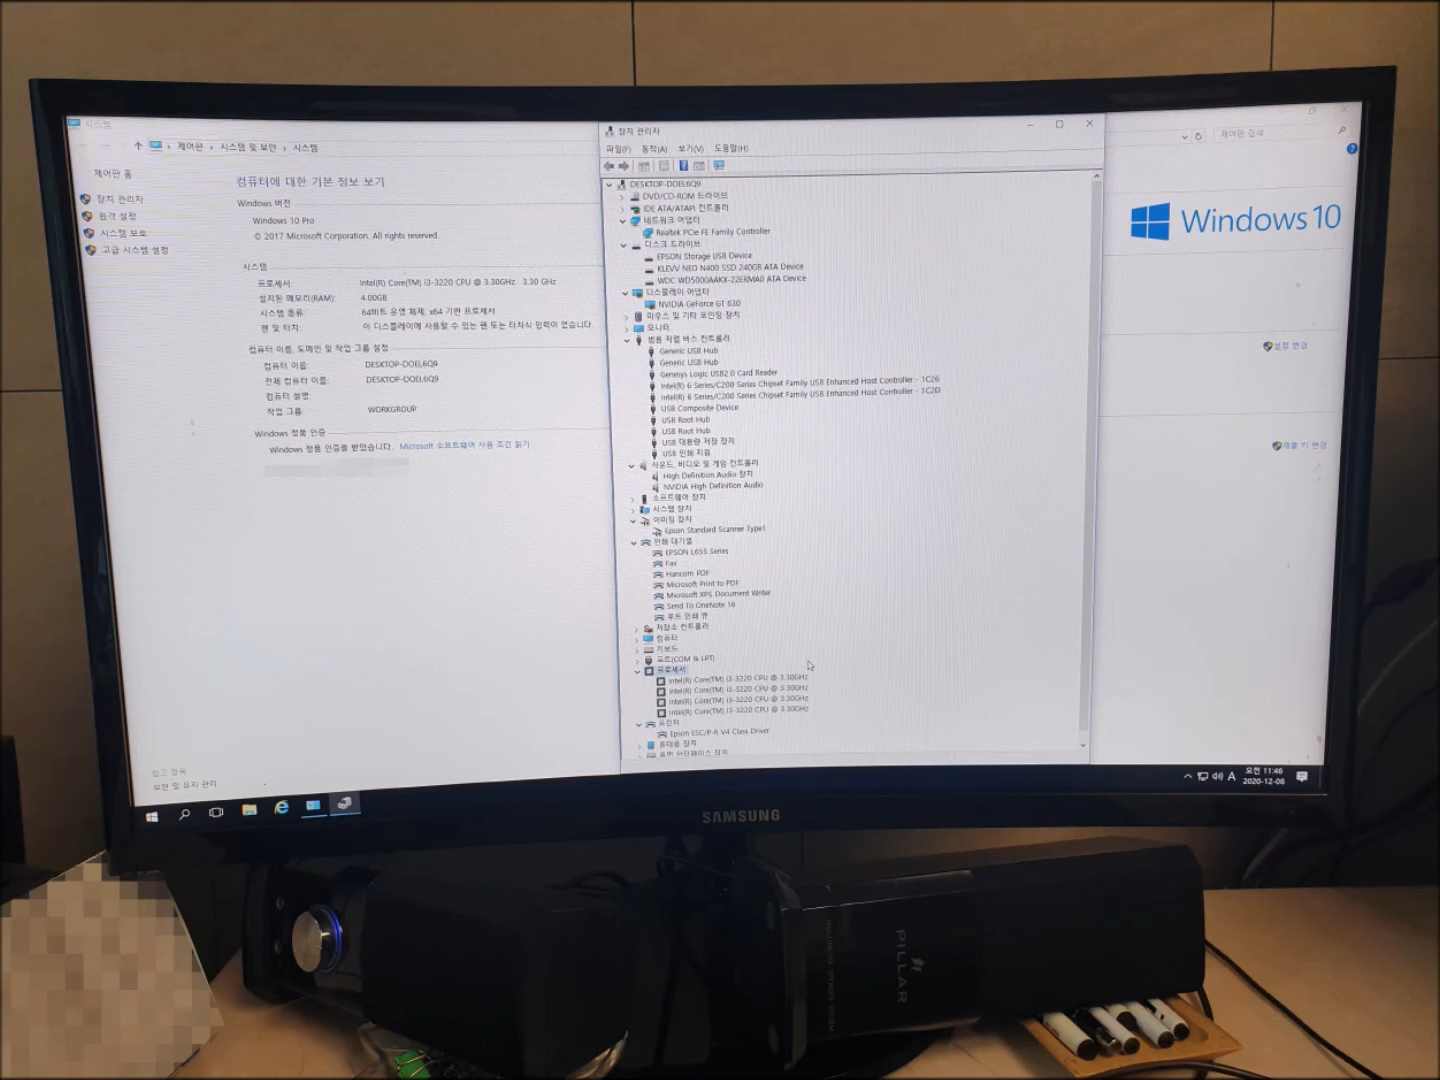 시스템
제어판 › 시스템 및 보안 › 시스템
제어판 검색
제어판 홈
장치 관리자
원격 설정
시스템 보호
고급 시스템 설정
컴퓨터에 대한 기본 정보 보기
Windows 버전
Windows 10 Pro
© 2017 Microsoft Corporation. All rights reserved.
시스템
프로세서: Intel(R) Core(TM) i3-3220 CPU @ 3.30GHz 3.30 GHz
설치된 메모리(RAM): 4.00GB
시스템 종류: 64비트 운영 체제, x64 기반 프로세서
펜 및 터치: 이 디스플레이에 사용할 수 있는 펜 또는 터치식 입력이 없습니다.
컴퓨터 이름, 도메인 및 작업 그룹 설정
컴퓨터 이름: DESKTOP-DOEL6Q9
전체 컴퓨터 이름: DESKTOP-DOEL6Q9
컴퓨터 설명:
작업 그룹: WORKGROUP
Windows 정품 인증
Windows 정품 인증을 받았습니다. Microsoft 소프트웨어 사용 조건 읽기
참고 항목
보안 및 유지 관리
장치 관리자
파일(F) 동작(A) 보기(V) 도움말(H)
DESKTOP-DOEL6Q9
DVD/CD-ROM 드라이브
IDE ATA/ATAPI 컨트롤러
네트워크 어댑터
Realtek PCIe FE Family Controller
디스크 드라이브
EPSON Storage USB Device
KLEVV NEO N400 SSD 240GB ATA Device
WDC WD5000AAKX-22ERMA0 ATA Device
디스플레이 어댑터
NVIDIA GeForce GT 630
마우스 및 기타 포인팅 장치
모니터
범용 직렬 버스 컨트롤러
Generic USB Hub
Generic USB Hub
Genesys Logic USB2.0 Card Reader
Intel(R) 6 Series/C200 Series Chipset Family USB Enhanced Host Controller - 1C26
Intel(R) 6 Series/C200 Series Chipset Family USB Enhanced Host Controller - 1C2D
USB Composite Device
USB Root Hub
USB Root Hub
USB 대용량 저장 장치
USB 인쇄 지원
사운드, 비디오 및 게임 컨트롤러
High Definition Audio 장치
NVIDIA High Definition Audio
소프트웨어 장치
시스템 장치
이미징 장치
Epson Standard Scanner Type1
인쇄 대기열
EPSON L655 Series
Fax
Hancom PDF
Microsoft Print to PDF
Microsoft XPS Document Writer
Send To OneNote 16
루트 인쇄 큐
저장소 컨트롤러
컴퓨터
키보드
포트(COM & LPT)
프로세서
Intel(R) Core(TM) i3-3220 CPU @ 3.30GHz
Intel(R) Core(TM) i3-3220 CPU @ 3.30GHz
Intel(R) Core(TM) i3-3220 CPU @ 3.30GHz
Intel(R) Core(TM) i3-3220 CPU @ 3.30GHz
프린터
Epson ESC/P-R V4 Class Driver
휴대용 장치
휴먼 인터페이스 장치
Windows 10
설정 변경
제품 키 변경
A
오전 11:46
2020-12-08
SAMSUNG
PILLAR